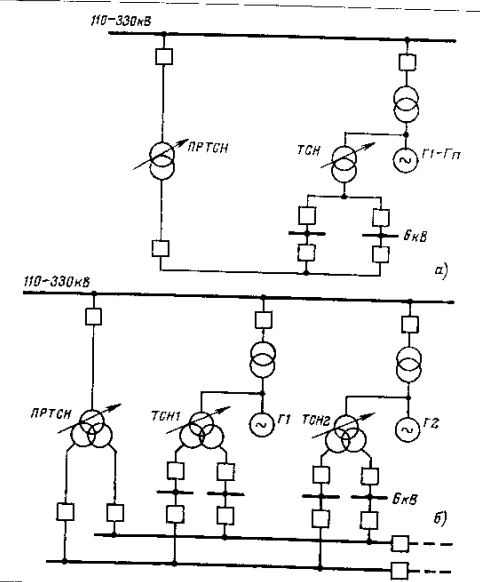 110-330кВ
ПРТСН
ТСН
Г1-Гп
6кВ
а)
110-330кВ
ПРТСН
ТСН1
Г1
ТСН2
Г2
6кВ
б)